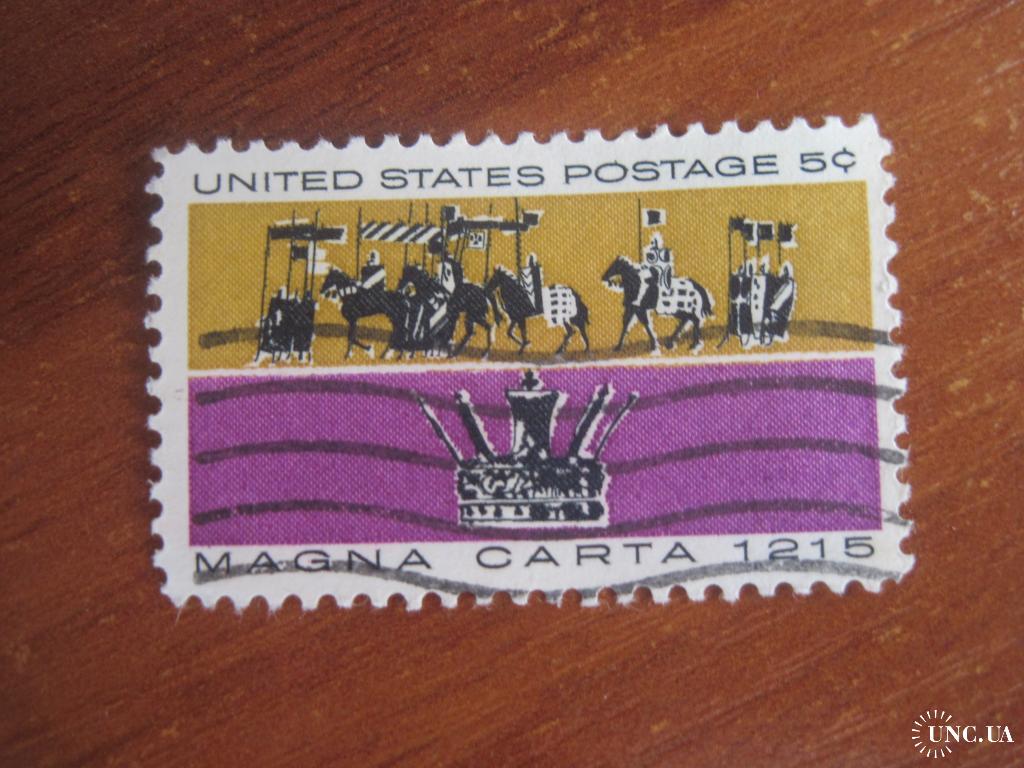 UNITED STATES POSTAGE 5¢
MAGNA CARTA 1215
UNC.UA